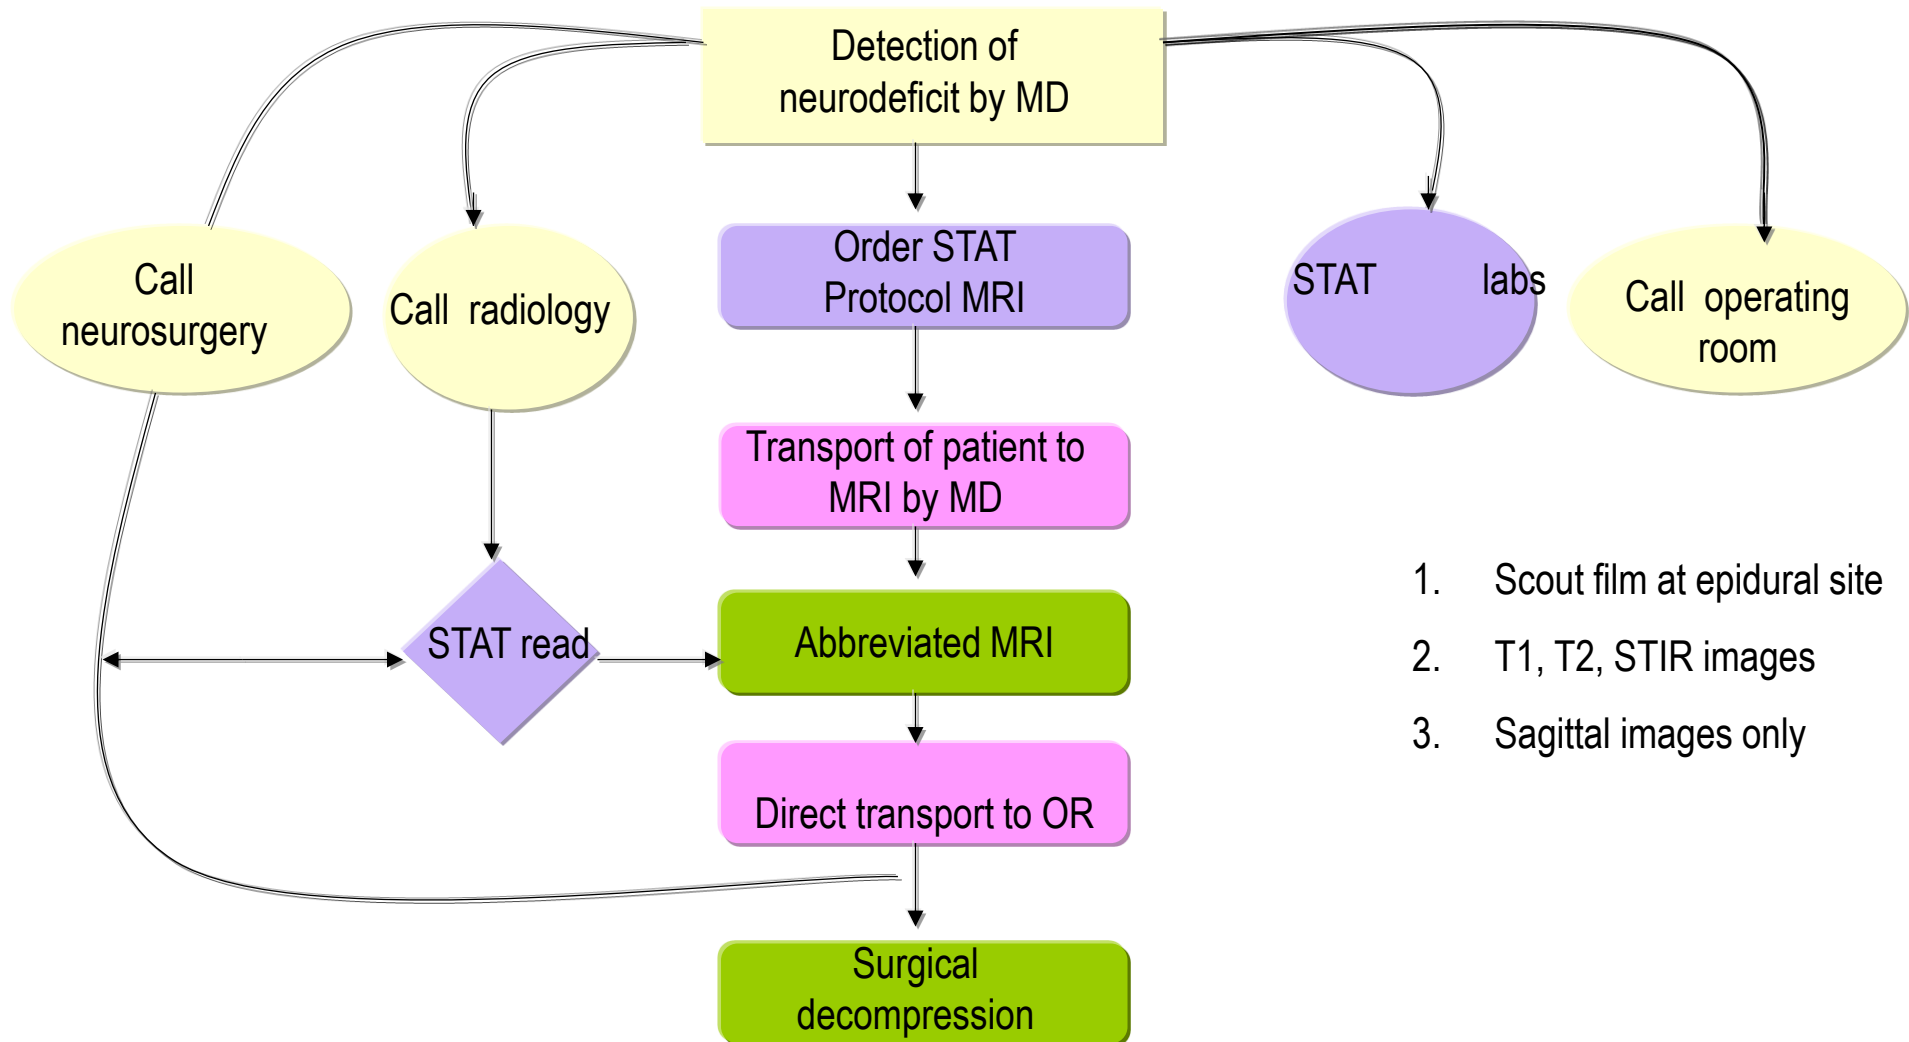 Detection of
neurodeficit by MD
Call
neurosurgery
Call radiology
Order STAT
Protocol MRI
STAT labs
Call operating
room
Transport of patient to
MRI by MD
STAT read
Abbreviated MRI
1. Scout film at epidural site
2. T1, T2, STIR images
3. Sagittal images only
Direct transport to OR
Surgical
decompression